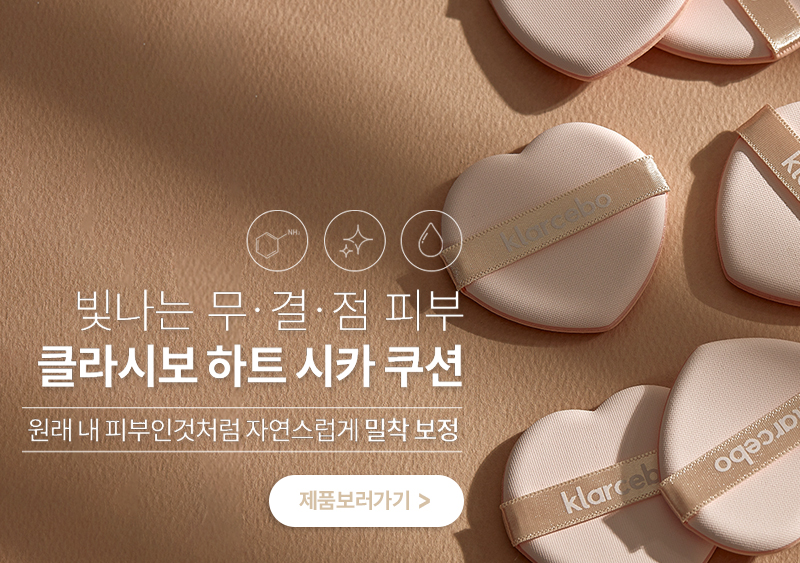 NH₂
klarcebo
빛나는 무·결·점 피부
클라시보 하트 시카 쿠션
원래 내 피부인것처럼 자연스럽게 밀착 보정
제품보러가기 >
klarcebo
klarcebo